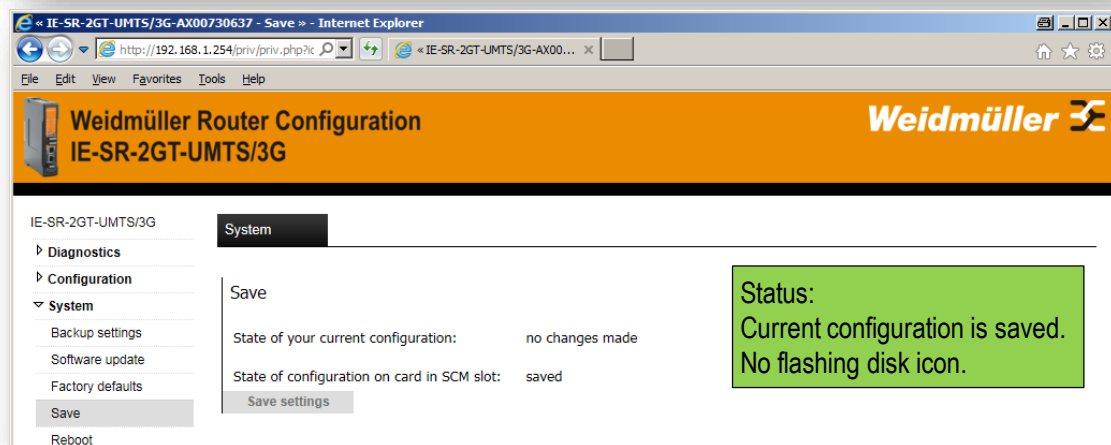 « IE-SR-2GT-UMTS/3G-AX00730637 - Save » - Internet Explorer
http://192.168.1.254/priv/priv.php?ic
« IE-SR-2GT-UMTS/3G-AX00...
File Edit View Favorites Tools Help
Weidmüller Router Configuration
IE-SR-2GT-UMTS/3G
Weidmüller
IE-SR-2GT-UMTS/3G
Diagnostics
Configuration
System
Backup settings
Software update
Factory defaults
Save
Reboot
System
Save
State of your current configuration: no changes made
State of configuration on card in SCM slot: saved
Save settings
Status:
Current configuration is saved.
No flashing disk icon.